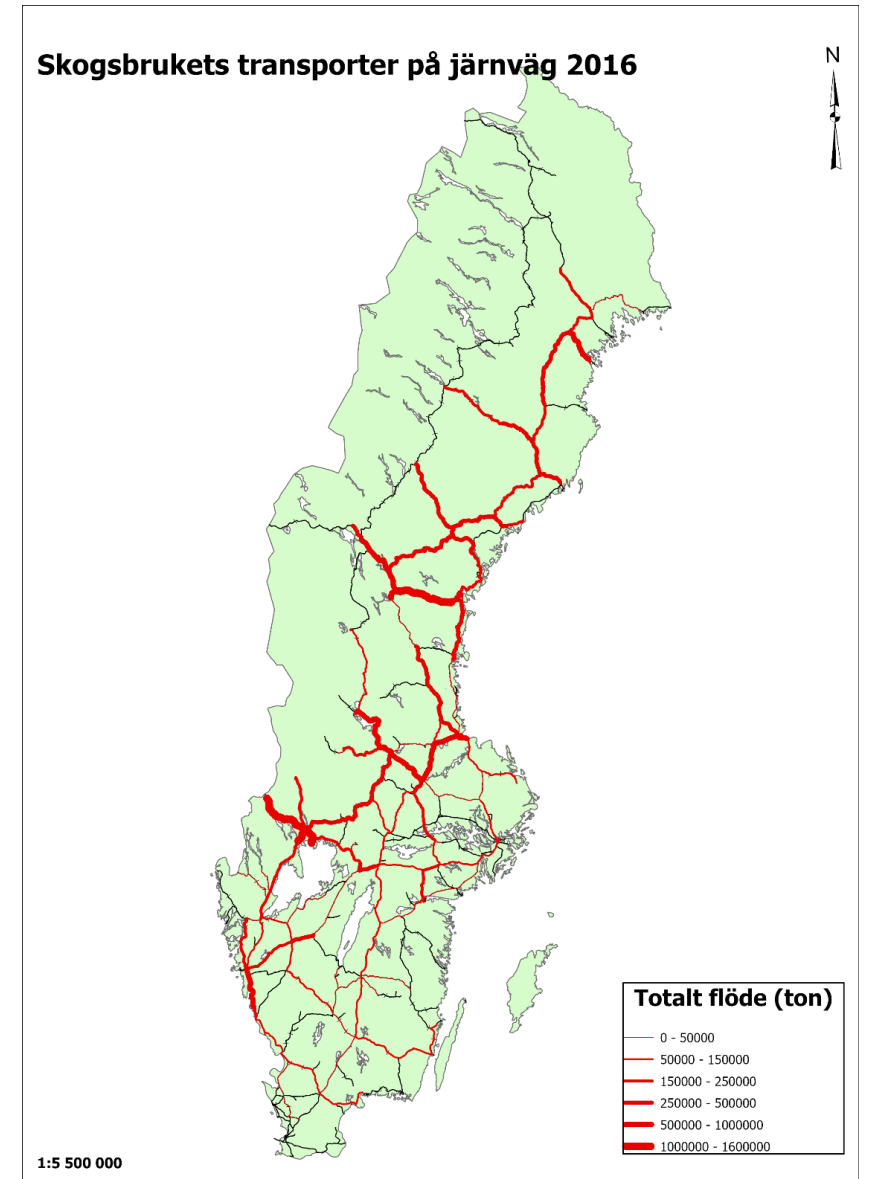 Skogsbrukets transporter på järnväg 2016
N
Totalt flöde (ton)
0 - 50000
50000 - 150000
150000 - 250000
250000 - 500000
500000 - 1000000
1000000 - 1600000
1:5 500 000